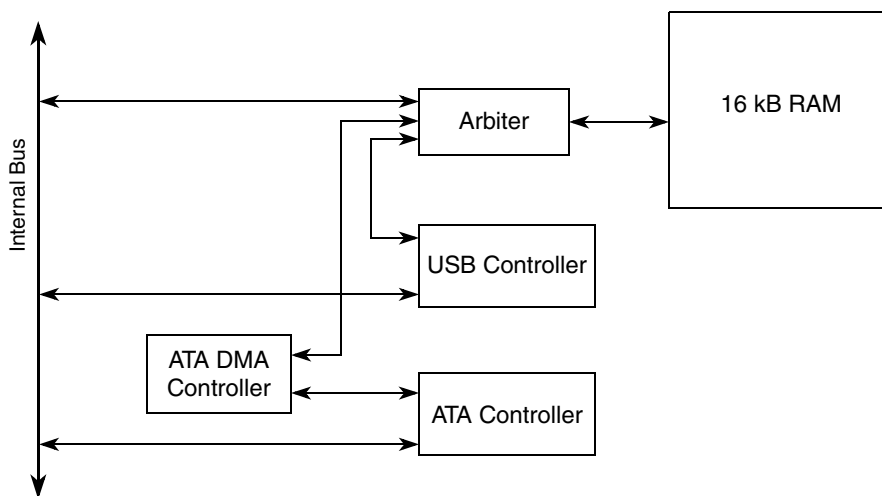 16 kB RAM
Arbiter
Internal Bus
USB Controller
ATA DMA
Controller
ATA Controller